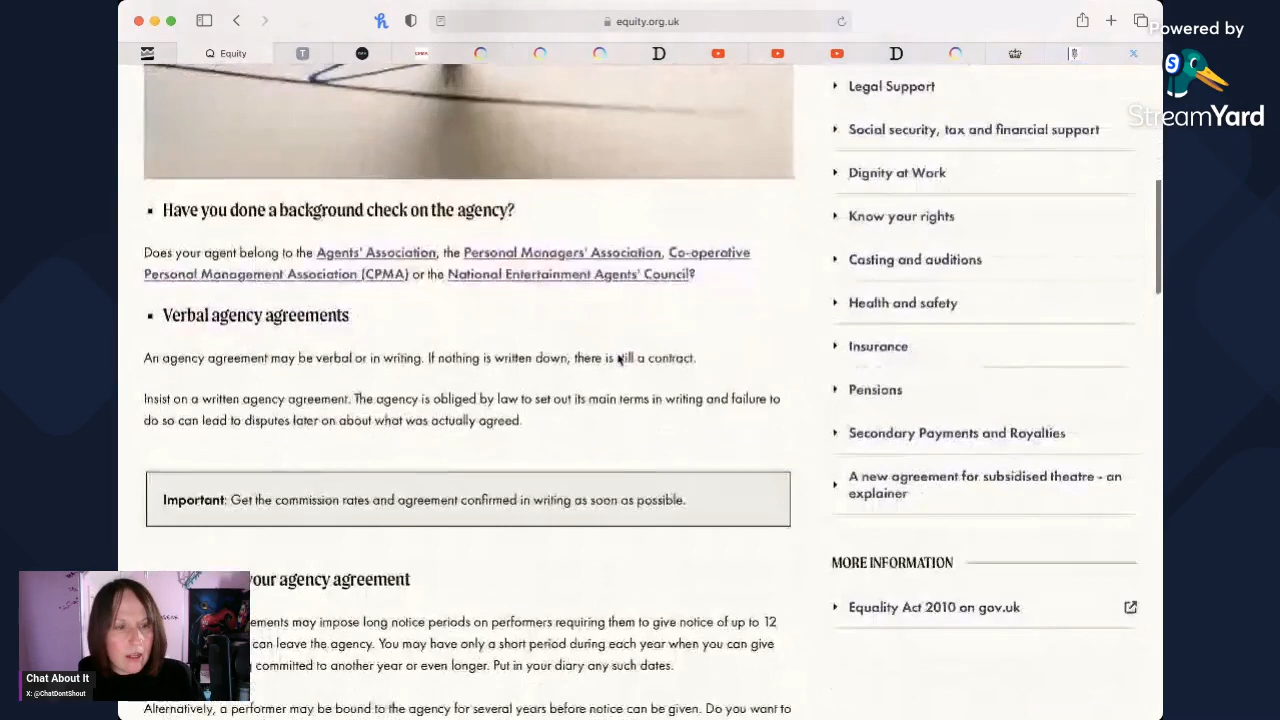 equity.org.uk
Equity
Powered by
StreamYard
Have you done a background check on the agency?
Does your agent belong to the Agents' Association, the Personal Managers' Association, Co-operative
Personal Management Association (CPMA) or the National Entertainment Agents' Council?
Verbal agency agreements
An agency agreement may be verbal or in writing. If nothing is written down, there is still a contract.
Insist on a written agency agreement. The agency is obliged by law to set out its main terms in writing and failure to
do so can lead to disputes later on about what was actually agreed.
Important: Get the commission rates and agreement confirmed in writing as soon as possible.
your agency agreement
ements may impose long notice periods on performers requiring them to give notice of up to 12
can leave the agency. You may have only a short period during each year when you can give
committed to another year or even longer. Put in your diary any such dates.
Alternatively, a performer may be bound to the agency for several years before notice can be given. Do you want to
Legal Support
Social security, tax and financial support
Dignity at Work
Know your rights
Casting and auditions
Health and safety
Insurance
Pensions
Secondary Payments and Royalties
A new agreement for subsidised theatre - an
explainer
MORE INFORMATION
Equality Act 2010 on gov.uk
Chat About It
X: @ChatDontShout